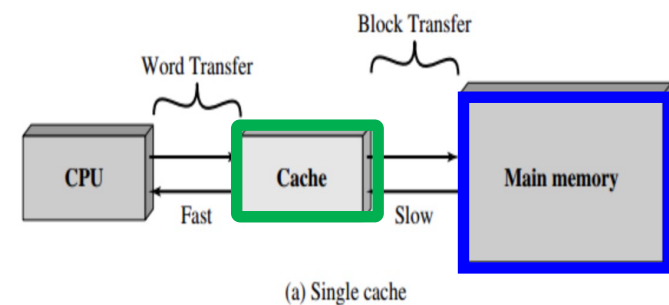 Block Transfer
Word Transfer
CPU
Cache
Main memory
Fast
Slow
(a) Single cache